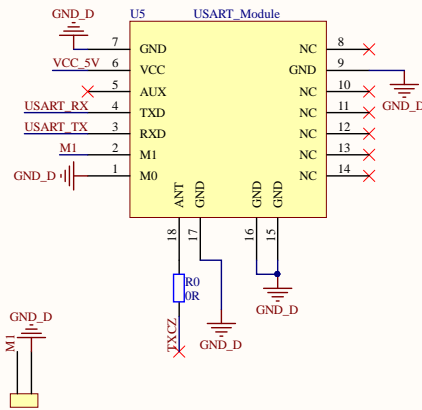 GND_D
U5
USART_Module
7
GND
NC
8
VCC_5V
6
VCC
GND
9
5
AUX
NC
10
GND_D
USART_RX
4
TXD
NC
11
USART_TX
3
RXD
NC
12
M1
2
M1
NC
13
GND_D
1
M0
NC
14
ANT
GND
GND
GND
18
17
16
15
R0
0R
GND_D
TXCZ
GND_D
GND_D
M1